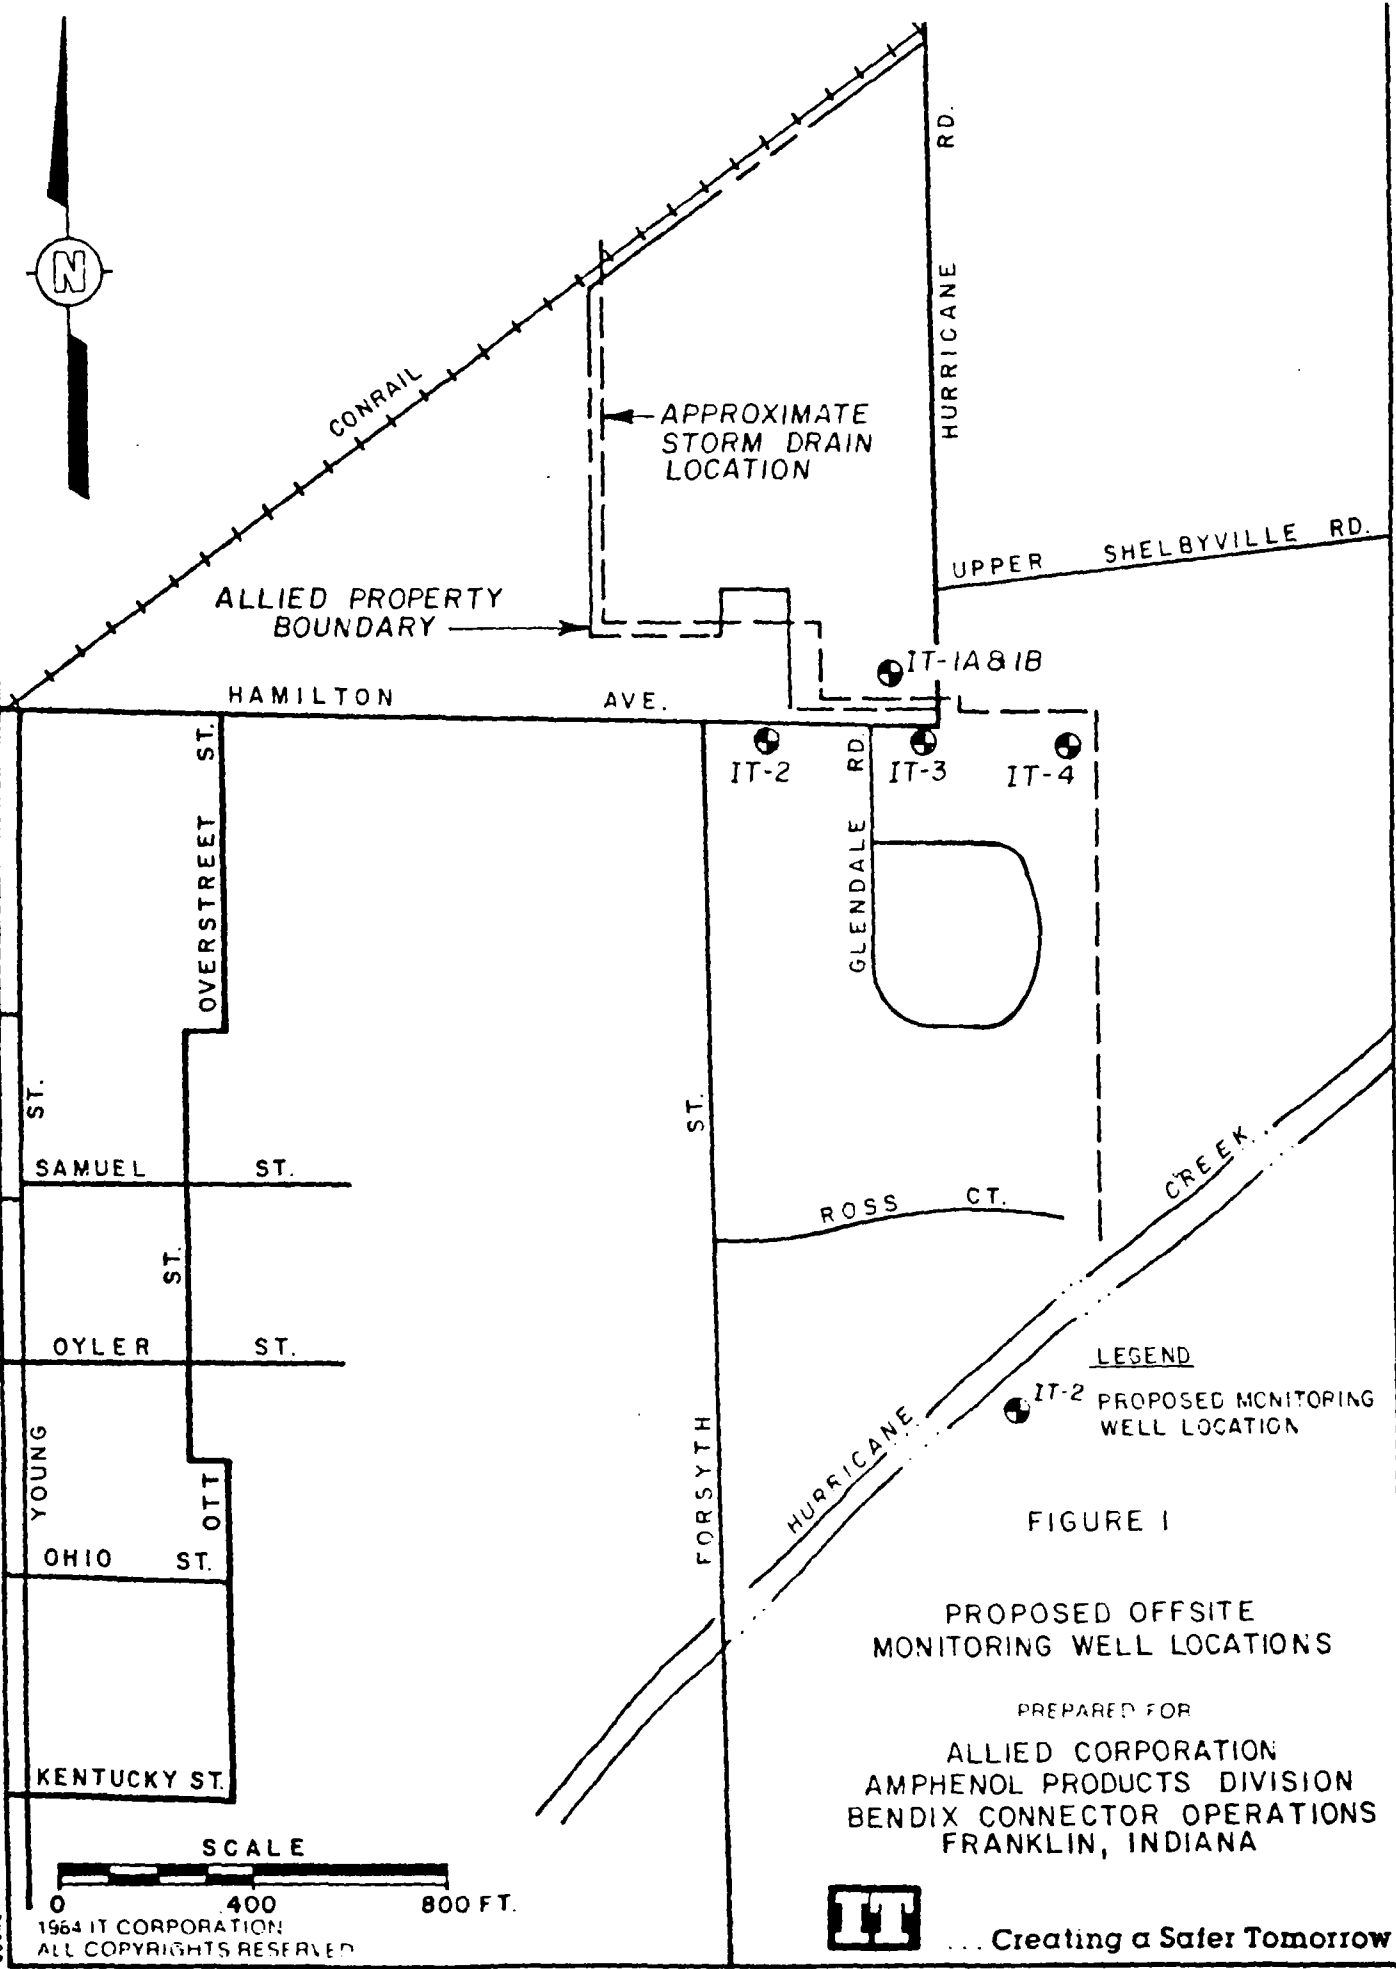 RD.
HURRICANE
N
CONRAIL
APPROXIMATE
STORM DRAIN
LOCATION
UPPER SHELBYVILLE RD.
ALLIED PROPERTY
BOUNDARY
IT-1A&1B
HAMILTON AVE.
IT-2
IT-3
IT-4
OVERSTREET ST.
GLENDALE RD.
ST.
ST.
SAMUEL ST.
ROSS CT.
CREEK
ST.
OYLER ST.
LEGEND
IT-2 PROPOSED MONITORING
WELL LOCATION
YOUNG
OTT
FORSYTH
HURRICANE
OHIO ST.
FIGURE 1
PROPOSED OFFSITE
MONITORING WELL LOCATIONS
PREPARED FOR
ALLIED CORPORATION
AMPHENOL PRODUCTS DIVISION
BENDIX CONNECTOR OPERATIONS
FRANKLIN, INDIANA
KENTUCKY ST.
SCALE
0 400 800 FT.
1984 IT CORPORATION
ALL COPYRIGHTS RESERVED
IT
... Creating a Safer Tomorrow